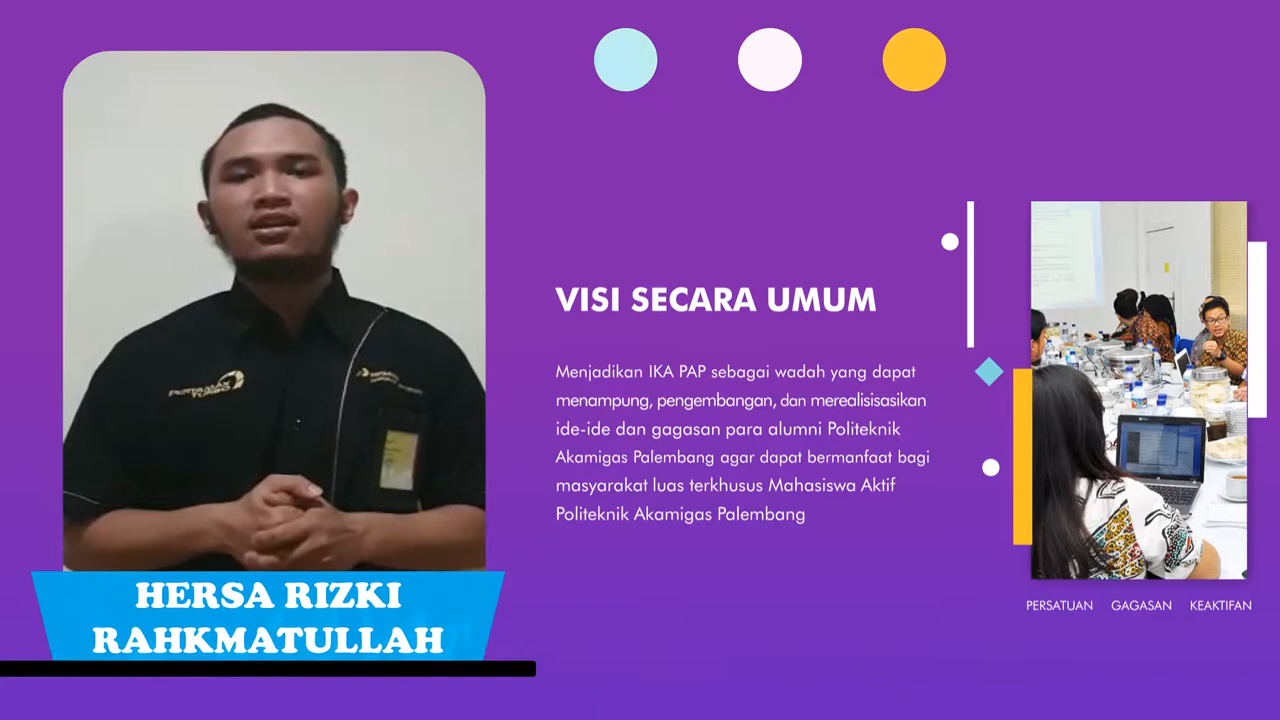 PERTAMAX
TURBO
HERSA RIZKI
RAHKMATULLAH
VISI SECARA UMUM
Menjadikan IKA PAP sebagai wadah yang dapat
menampung, pengembangan, dan merealisisasikan
ide-ide dan gagasan para alumni Politeknik
Akamigas Palembang agar dapat bermanfaat bagi
masyarakat luas terkhusus Mahasiswa Aktif
Politeknik Akamigas Palembang
PERSATUAN GAGASAN KEAKTIFAN